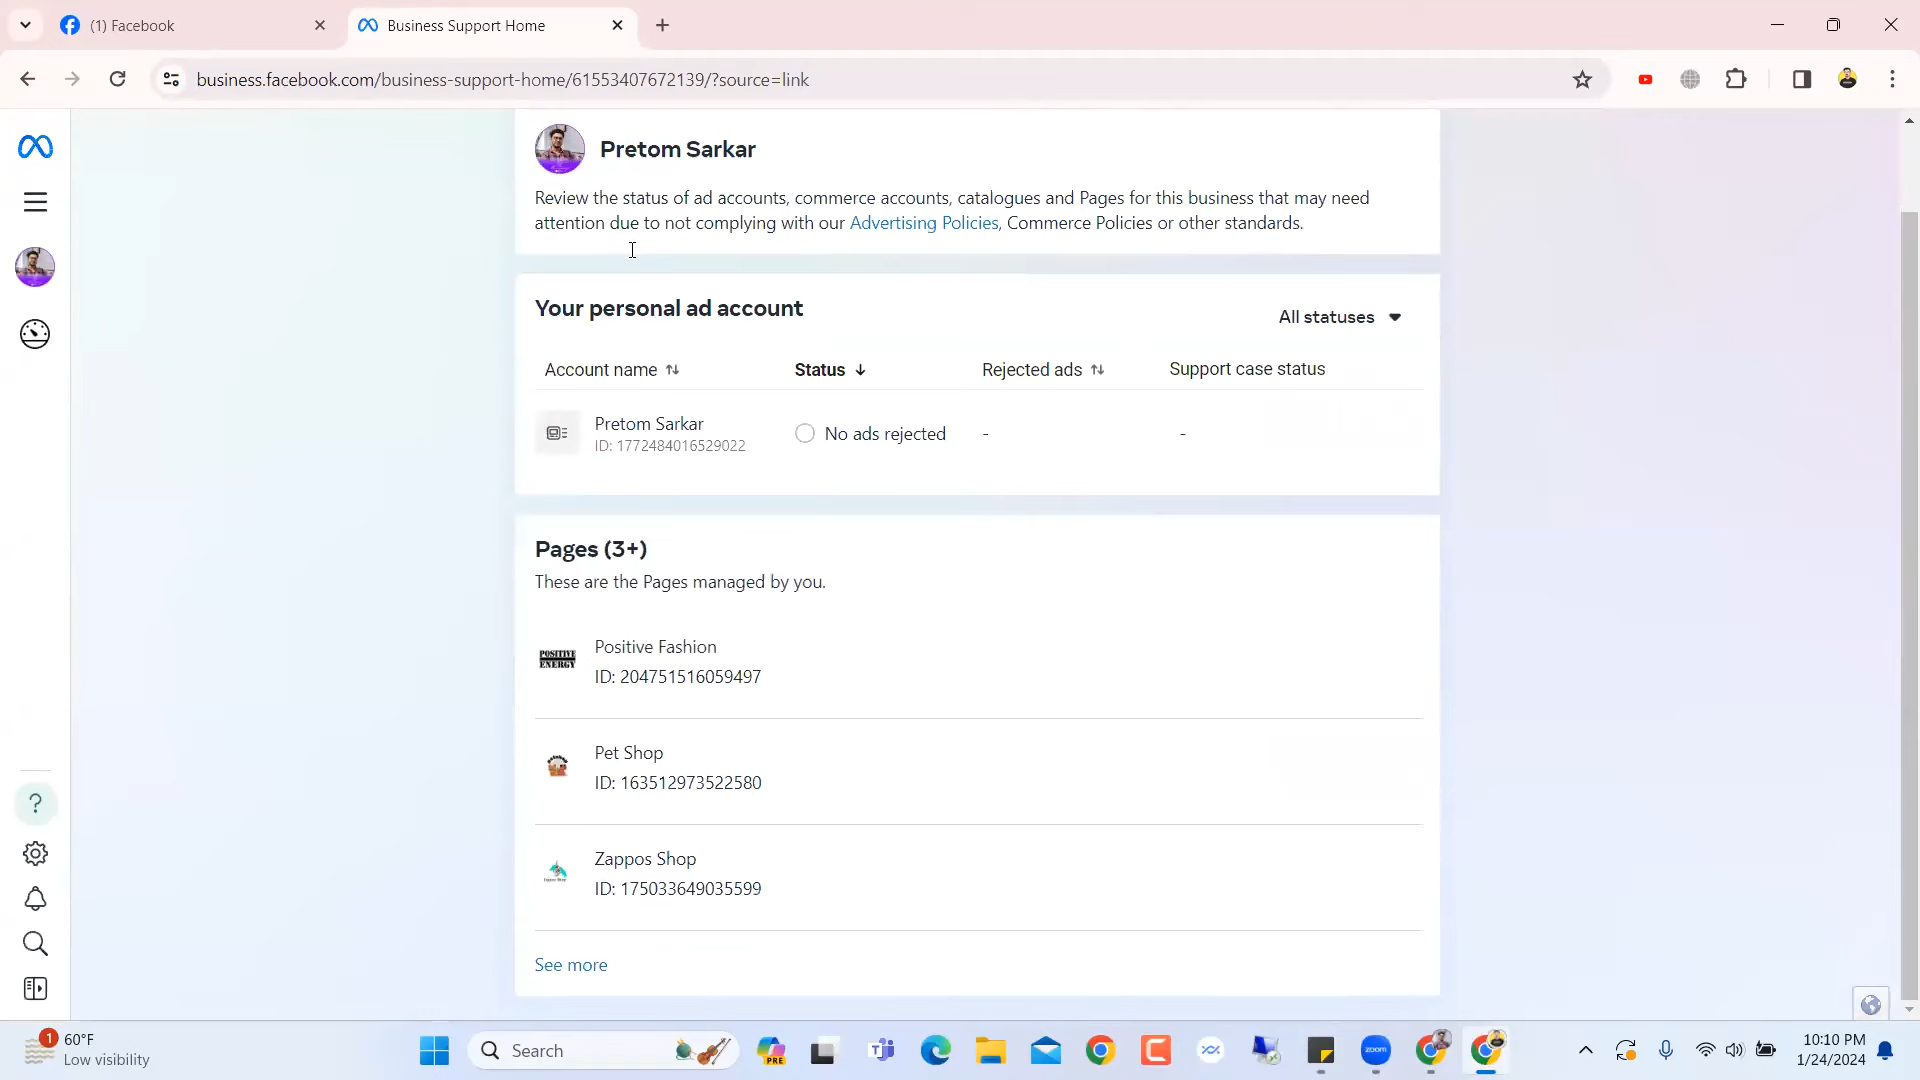 (1) Facebook
Business Support Home
business.facebook.com/business-support-home/61553407672139/?source=link
Pretom Sarkar
Review the status of ad accounts, commerce accounts, catalogues and Pages for this business that may need
attention due to not complying with our Advertising Policies, Commerce Policies or other standards.
Your personal ad account
All statuses
Account name
Status
Rejected ads
Support case status
Pretom Sarkar
ID: 1772484016529022
No ads rejected
-
-
Pages (3+)
These are the Pages managed by you.
POSITIVE
ENERGY
Positive Fashion
ID: 204751516059497
Pet Shop
ID: 163512973522580
Zappos Shop
ID: 175033649035599
See more
1
60°F
Low visibility
Search
PRE
zoom
10:10 PM
1/24/2024